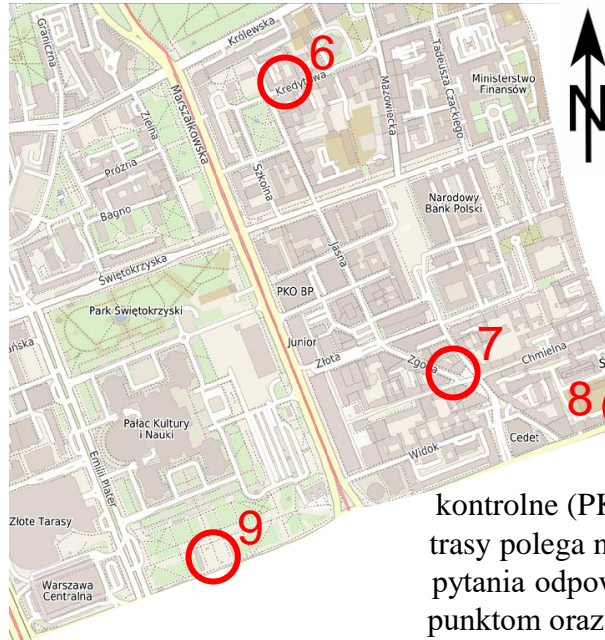 Graniczna
Królewska
6
N
Kredytowa
Mazowiecka
Tadeusza Czackiego
Ministerstwo
Finansów
Marszałkowska
Zielna
Próżna
Bagno
Szkolna
Jasna
Narodowy
Bank Polski
Świętokrzyska
Park Świętokrzyski
PKO BP
Junior
Złota
Zgoda
7
Chmielna
8
Pałac Kultury
i Nauki
Widok
Cedet
Emilii Plater
Złote Tarasy
9
Warszawa
Centralna
kontrolne (PK
trasy polega n
pytania odpow
punktom oraz